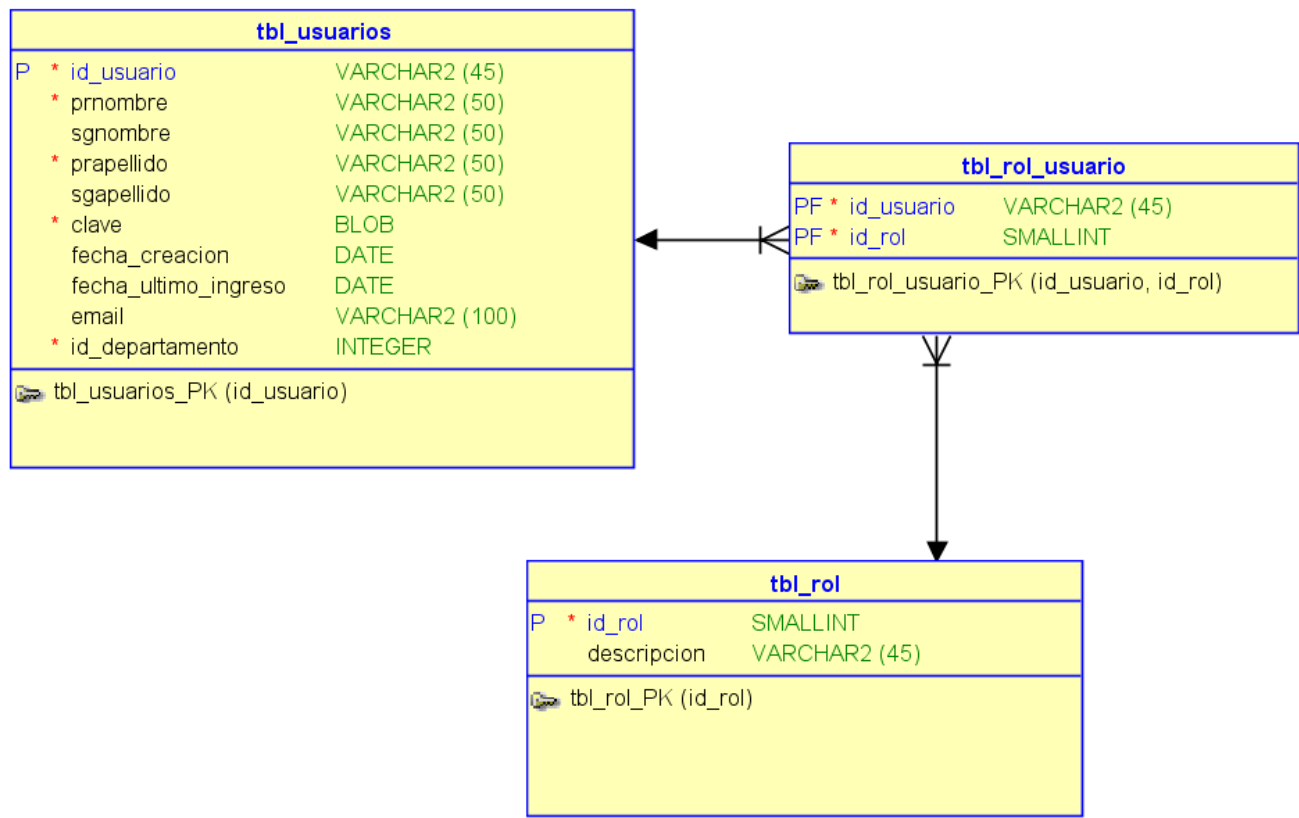 tbl_usuarios
P * id_usuario VARCHAR2 (45)
* prnombre VARCHAR2 (50)
sgnombre VARCHAR2 (50)
* prapellido VARCHAR2 (50)
sgapellido VARCHAR2 (50)
* clave BLOB
fecha_creacion DATE
fecha_ultimo_ingreso DATE
email VARCHAR2 (100)
* id_departamento INTEGER
tbl_usuarios_PK (id_usuario)
tbl_rol_usuario
PF * id_usuario VARCHAR2 (45)
PF * id_rol SMALLINT
tbl_rol_usuario_PK (id_usuario, id_rol)
tbl_rol
P * id_rol SMALLINT
descripcion VARCHAR2 (45)
tbl_rol_PK (id_rol)